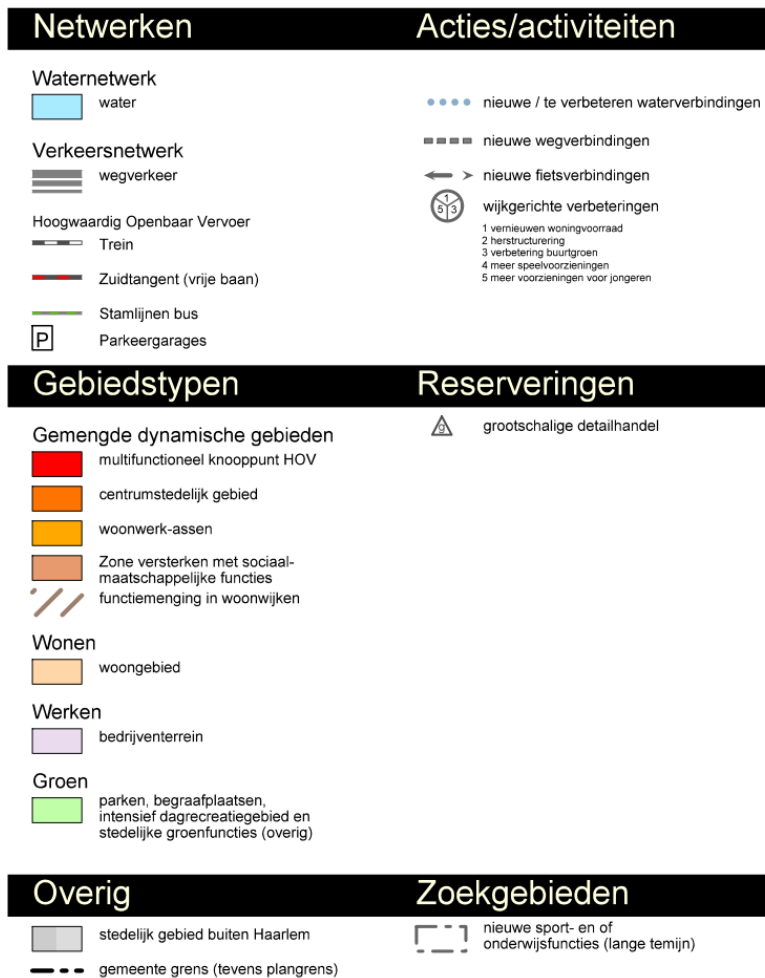 Netwerken
Waternetwerk
water
Verkeersnetwerk
wegverkeer
Hoogwaardig Openbaar Vervoer
Trein
Zuidtangent (vrije baan)
Stamlijnen bus
P
Parkeergarages
Acties/activiteiten
nieuwe / te verbeteren waterverbindingen
nieuwe wegverbindingen
nieuwe fietsverbindingen
1
5 3
wijkgerichte verbeteringen
1 vernieuwen woningvoorraad
2 herstructurering
3 verbetering buurtgroen
4 meer speelvoorzieningen
5 meer voorzieningen voor jongeren
Gebiedstypen
Gemengde dynamische gebieden
multifunctioneel knooppunt HOV
centrumstedelijk gebied
woonwerk-assen
Zone versterken met sociaal-
maatschappelijke functies
functiemenging in woonwijken
Wonen
woongebied
Werken
bedrijventerrein
Groen
parken, begraafplaatsen,
intensief dagrecreatiegebied en
stedelijke groenfuncties (overig)
Reserveringen
g
grootschalige detailhandel
Overig
stedelijk gebied buiten Haarlem
gemeente grens (tevens plangrens)
Zoekgebieden
nieuwe sport- en of
onderwijsfuncties (lange temijn)